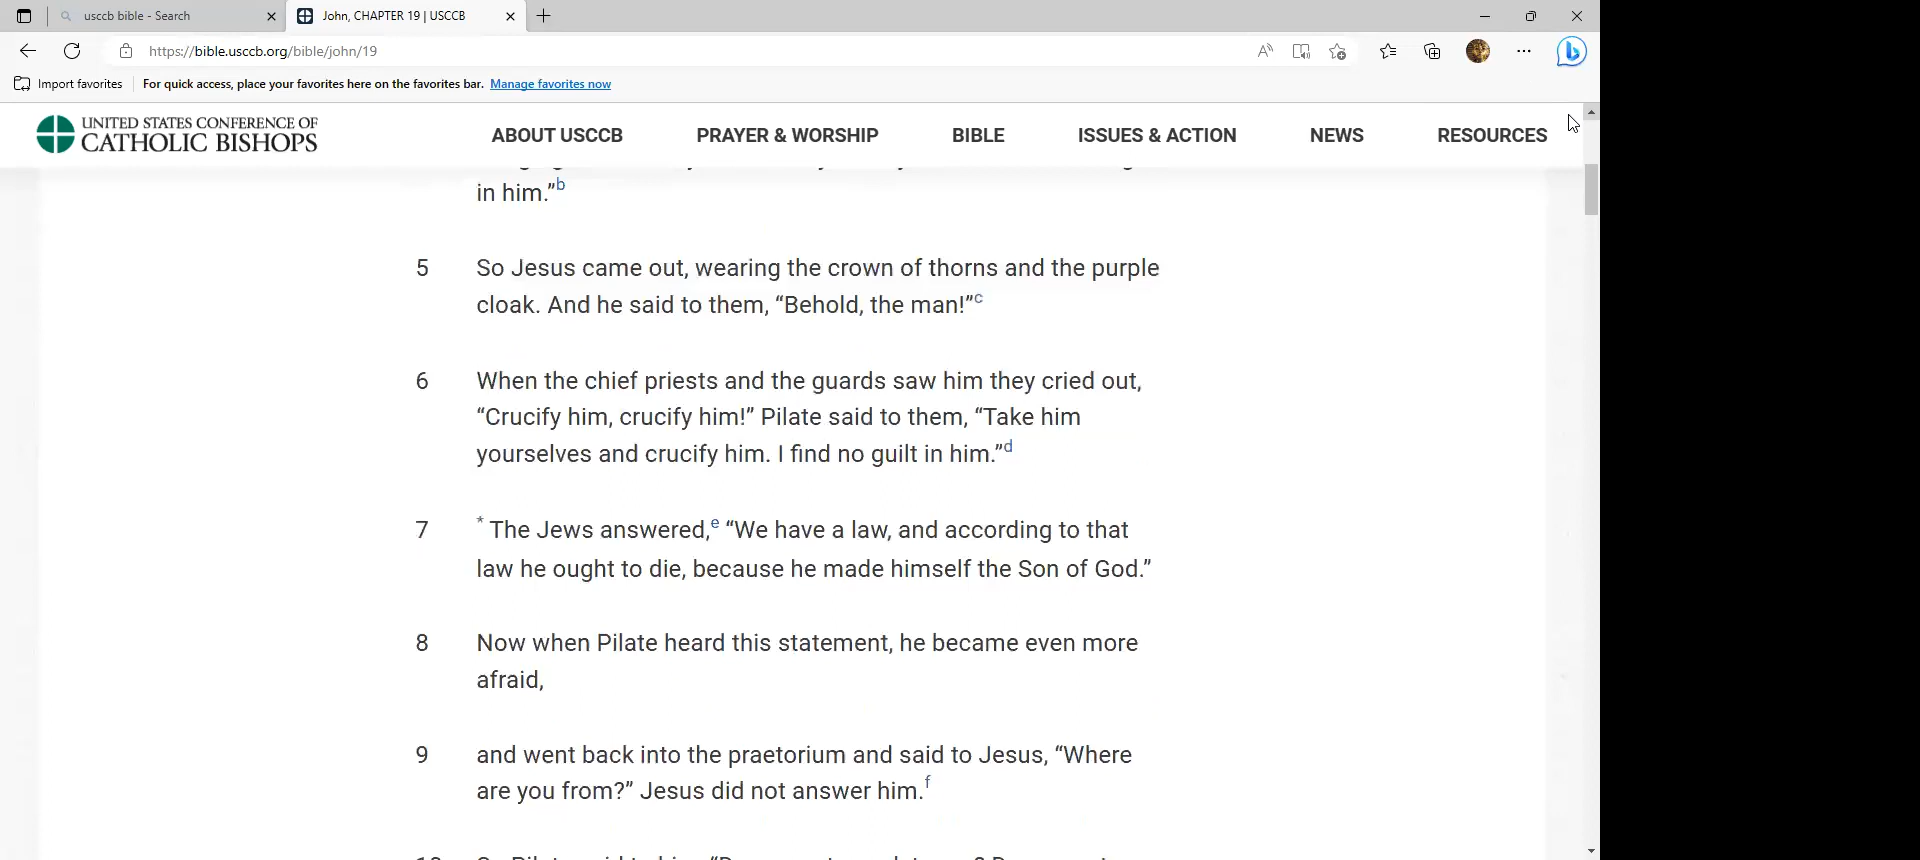 usccb bible - Search
John, CHAPTER 19 | USCCB
https://bible.usccb.org/bible/john/19
Import favorites
For quick access, place your favorites here on the favorites bar. Manage favorites now
UNITED STATES CONFERENCE OF
CATHOLIC BISHOPS
ABOUT USCCB PRAYER & WORSHIP BIBLE ISSUES & ACTION NEWS RESOURCES
in him.”b
5 So Jesus came out, wearing the crown of thorns and the purple
cloak. And he said to them, “Behold, the man!”c
6 When the chief priests and the guards saw him they cried out,
“Crucify him, crucify him!” Pilate said to them, “Take him
yourselves and crucify him. I find no guilt in him.”d
7 * The Jews answered,e “We have a law, and according to that
law he ought to die, because he made himself the Son of God.”
8 Now when Pilate heard this statement, he became even more
afraid,
9 and went back into the praetorium and said to Jesus, “Where
are you from?” Jesus did not answer him.f